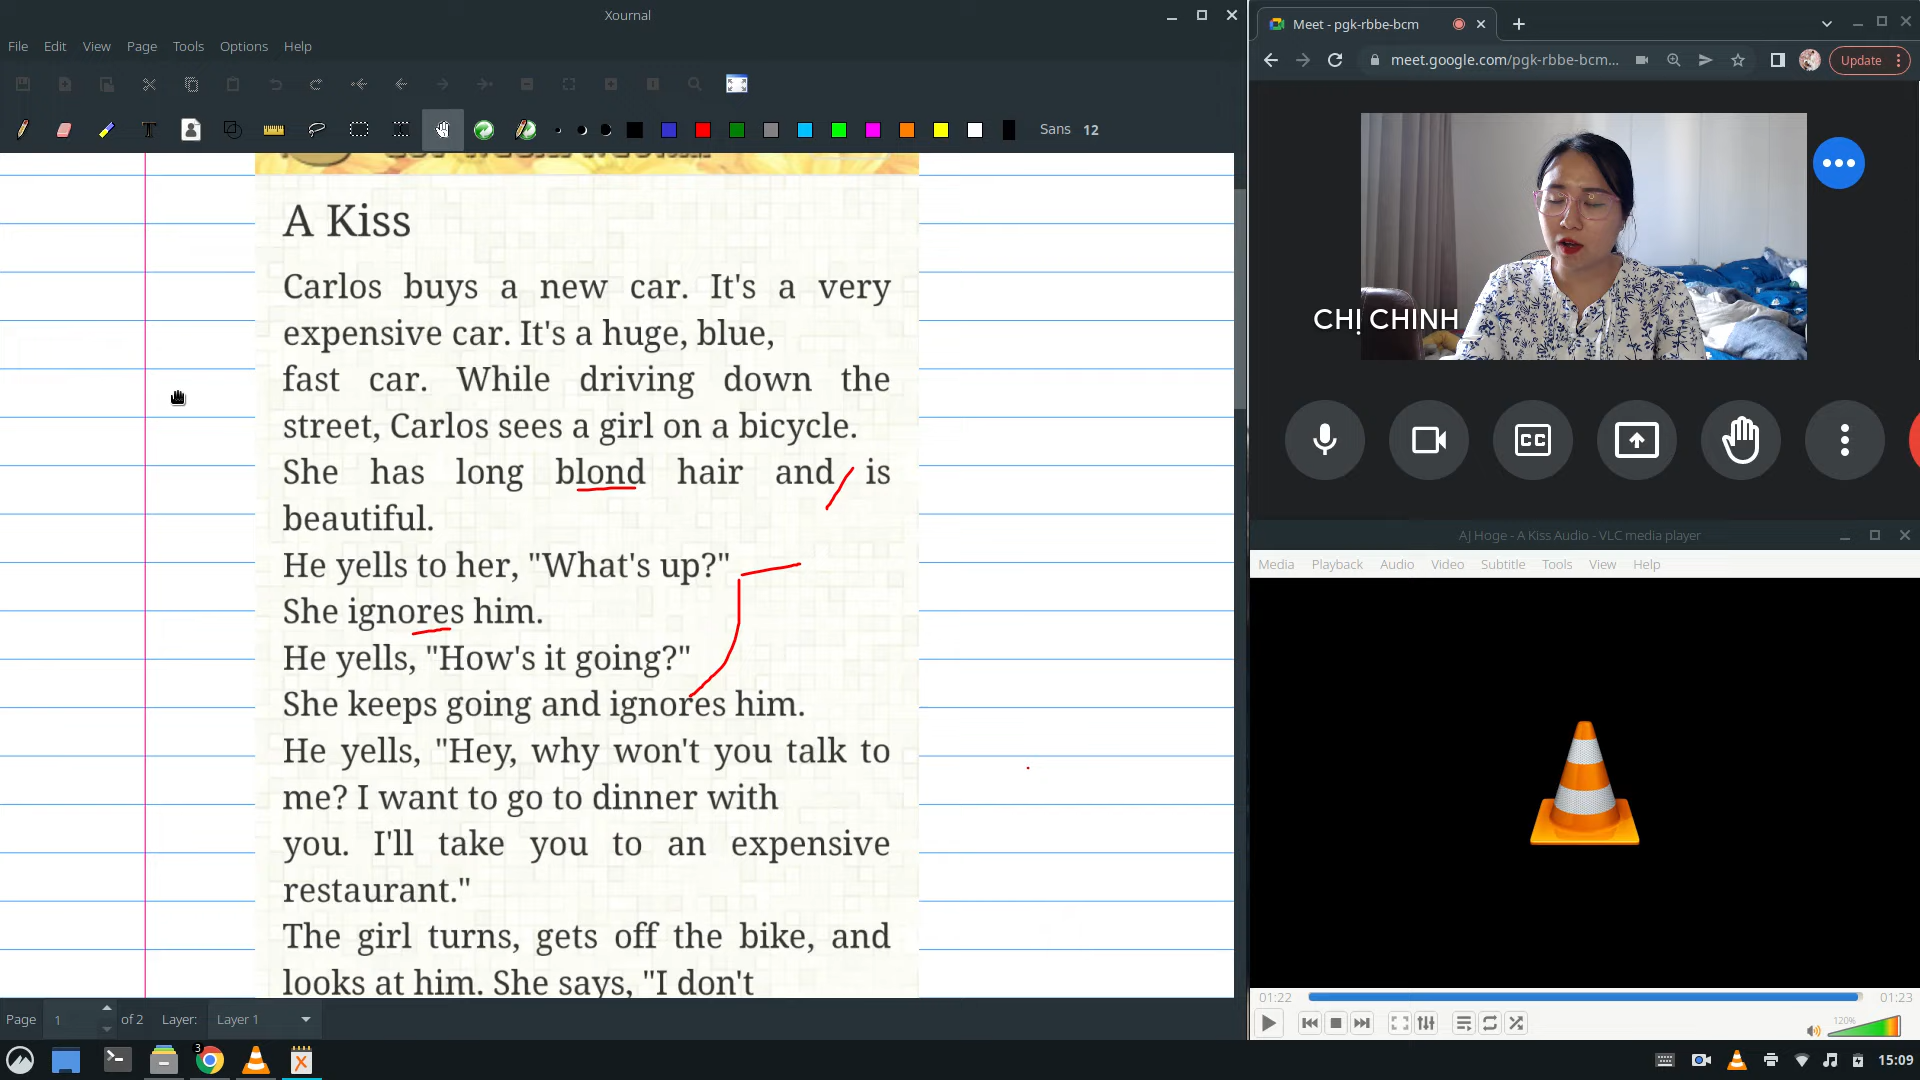 Xournal
File Edit View Page Tools Options Help
Sans 12
A Kiss
Carlos buys a new car. It's a very
expensive car. It's a huge, blue,
fast car. While driving down the
street, Carlos sees a girl on a bicycle.
She has long blond hair and is
beautiful.
He yells to her, "What's up?"
She ignores him.
He yells, "How's it going?"
She keeps going and ignores him.
He yells, "Hey, why won't you talk to
me? I want to go to dinner with
you. I'll take you to an expensive
restaurant."
The girl turns, gets off the bike, and
looks at him. She says, "I don't
Page 1 of 2 Layer: Layer 1
Meet - pgk-rbbe-bcm
meet.google.com/pgk-rbbe-bcm...
Update
CHỊ CHINH
CC
AJ Hoge - A Kiss Audio - VLC media player
Media Playback Audio Video Subtitle Tools View Help
01:22 01:23
120%
3
15:09